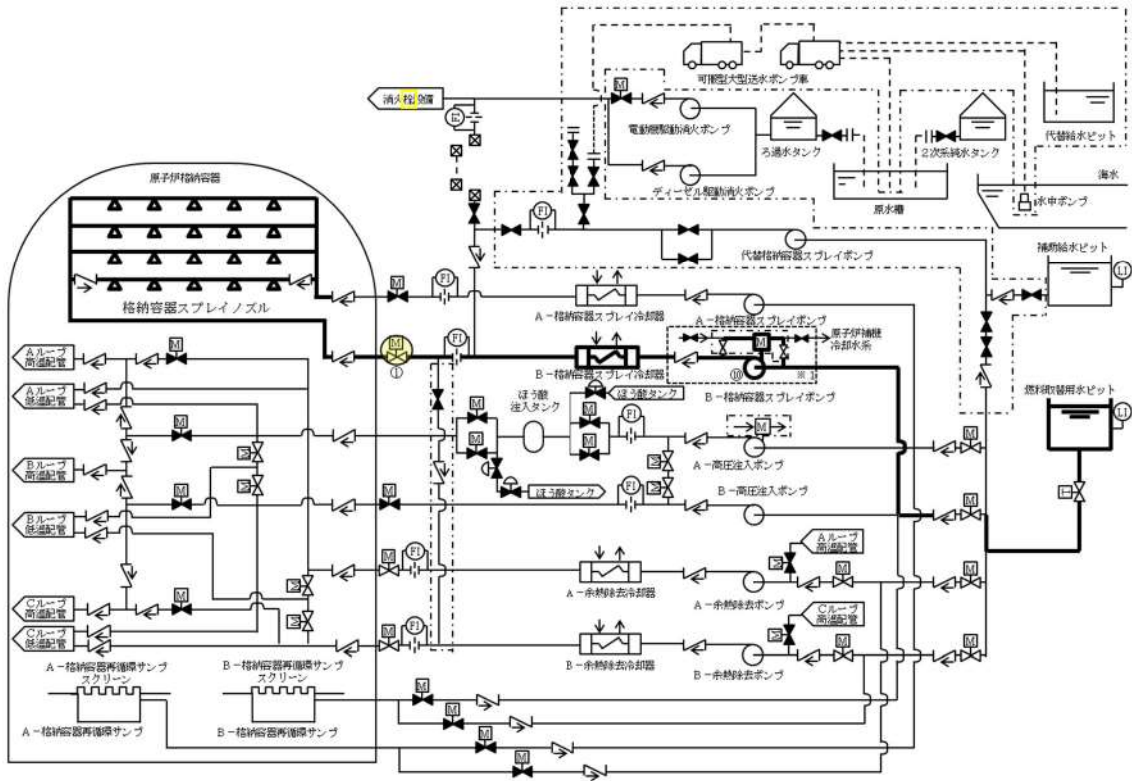 可搬型大型送水ポンプ車
消火栓設備
FI
M
電動機駆動消火ポンプ
ろ過水タンク
2次系純水タンク
代替給水ピット
ディーゼル駆動消火ポンプ
原水槽
海水
水中ポンプ
原子炉格納容器
FI
代替格納容器スプレイポンプ
補助給水ピット
LI
格納容器スプレイノズル
M
FI
A-格納容器スプレイ冷却器
A-格納容器スプレイポンプ
原子炉補機
冷却水系
M
①
FI
B-格納容器スプレイ冷却器
M
⑩
※1
B-格納容器スプレイポンプ
Aループ
高温配管
M
Aループ
低温配管
ほう酸
注入タンク
ほう酸タンク
燃料取替用水ピット
LI
M
M
M
M
M
FI
M
A-高圧注入ポンプ
M
Bループ
高温配管
M
M
M
ほう酸タンク
M
M
FI
M
B-高圧注入ポンプ
M
Bループ
低温配管
Aループ
高温配管
M
FI
A-余熱除去冷却器
A-余熱除去ポンプ
M
M
M
M
Cループ
高温配管
M
M
Cループ
高温配管
Cループ
低温配管
M
FI
B-余熱除去冷却器
B-余熱除去ポンプ
M
M
M
A-格納容器再循環サンプ
スクリーン
B-格納容器再循環サンプ
スクリーン
M
M
A-格納容器再循環サンプ
B-格納容器再循環サンプ
M
M